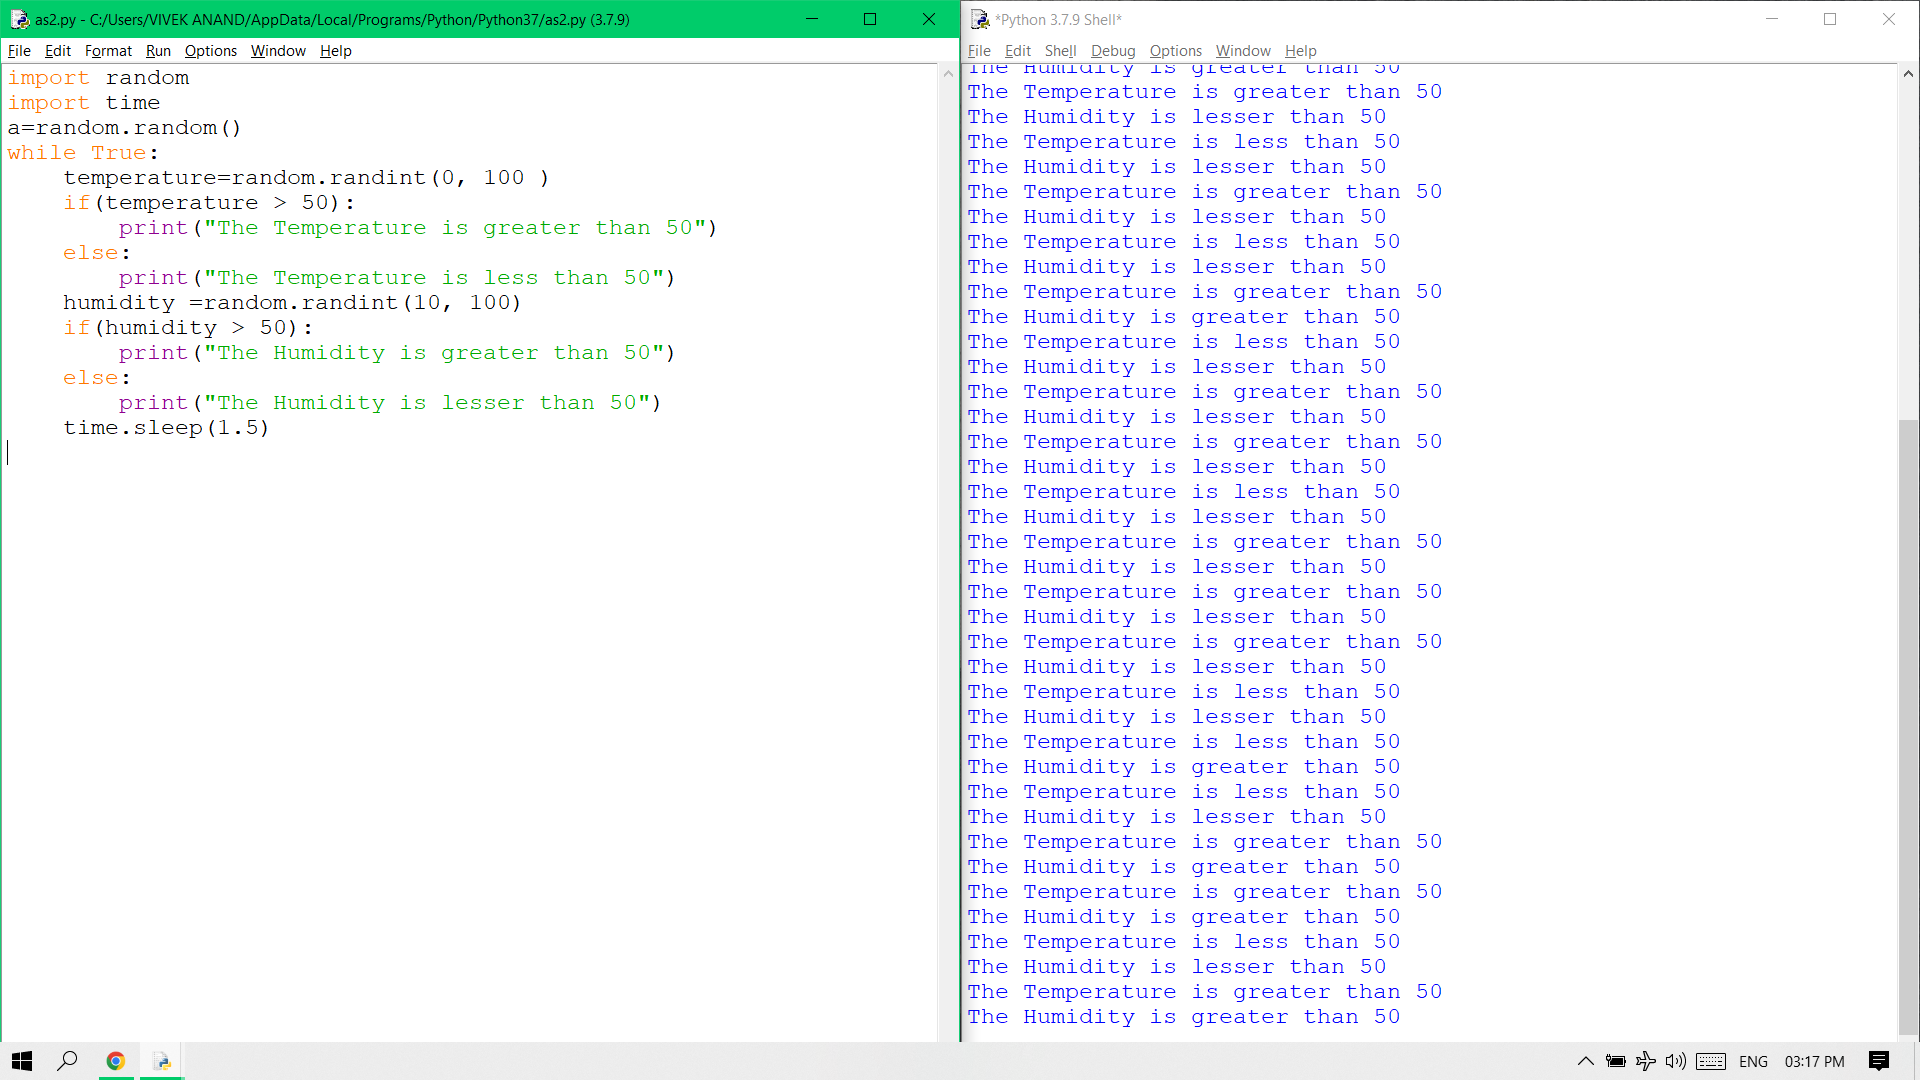 as2.py - C:/Users/VIVEK ANAND/AppData/Local/Programs/Python/Python37/as2.py (3.7.9)
File Edit Format Run Options Window Help
import random
import time
a=random.random()
while True:
    temperature=random.randint(0, 100 )
    if(temperature > 50):
        print("The Temperature is greater than 50")
    else:
        print("The Temperature is less than 50")
    humidity =random.randint(10, 100)
    if(humidity > 50):
        print("The Humidity is greater than 50")
    else:
        print("The Humidity is lesser than 50")
    time.sleep(1.5)
*Python 3.7.9 Shell*
File Edit Shell Debug Options Window Help
The Humidity is greater than 50
The Temperature is greater than 50
The Humidity is lesser than 50
The Temperature is less than 50
The Humidity is lesser than 50
The Temperature is greater than 50
The Humidity is lesser than 50
The Temperature is less than 50
The Humidity is lesser than 50
The Temperature is greater than 50
The Humidity is greater than 50
The Temperature is less than 50
The Humidity is lesser than 50
The Temperature is greater than 50
The Humidity is lesser than 50
The Temperature is greater than 50
The Humidity is lesser than 50
The Temperature is less than 50
The Humidity is lesser than 50
The Temperature is greater than 50
The Humidity is lesser than 50
The Temperature is greater than 50
The Humidity is lesser than 50
The Temperature is greater than 50
The Humidity is lesser than 50
The Temperature is less than 50
The Humidity is lesser than 50
The Temperature is less than 50
The Humidity is greater than 50
The Temperature is less than 50
The Humidity is lesser than 50
The Temperature is greater than 50
The Humidity is greater than 50
The Temperature is greater than 50
The Humidity is greater than 50
The Temperature is less than 50
The Humidity is lesser than 50
The Temperature is greater than 50
The Humidity is greater than 50
ENG 03:17 PM